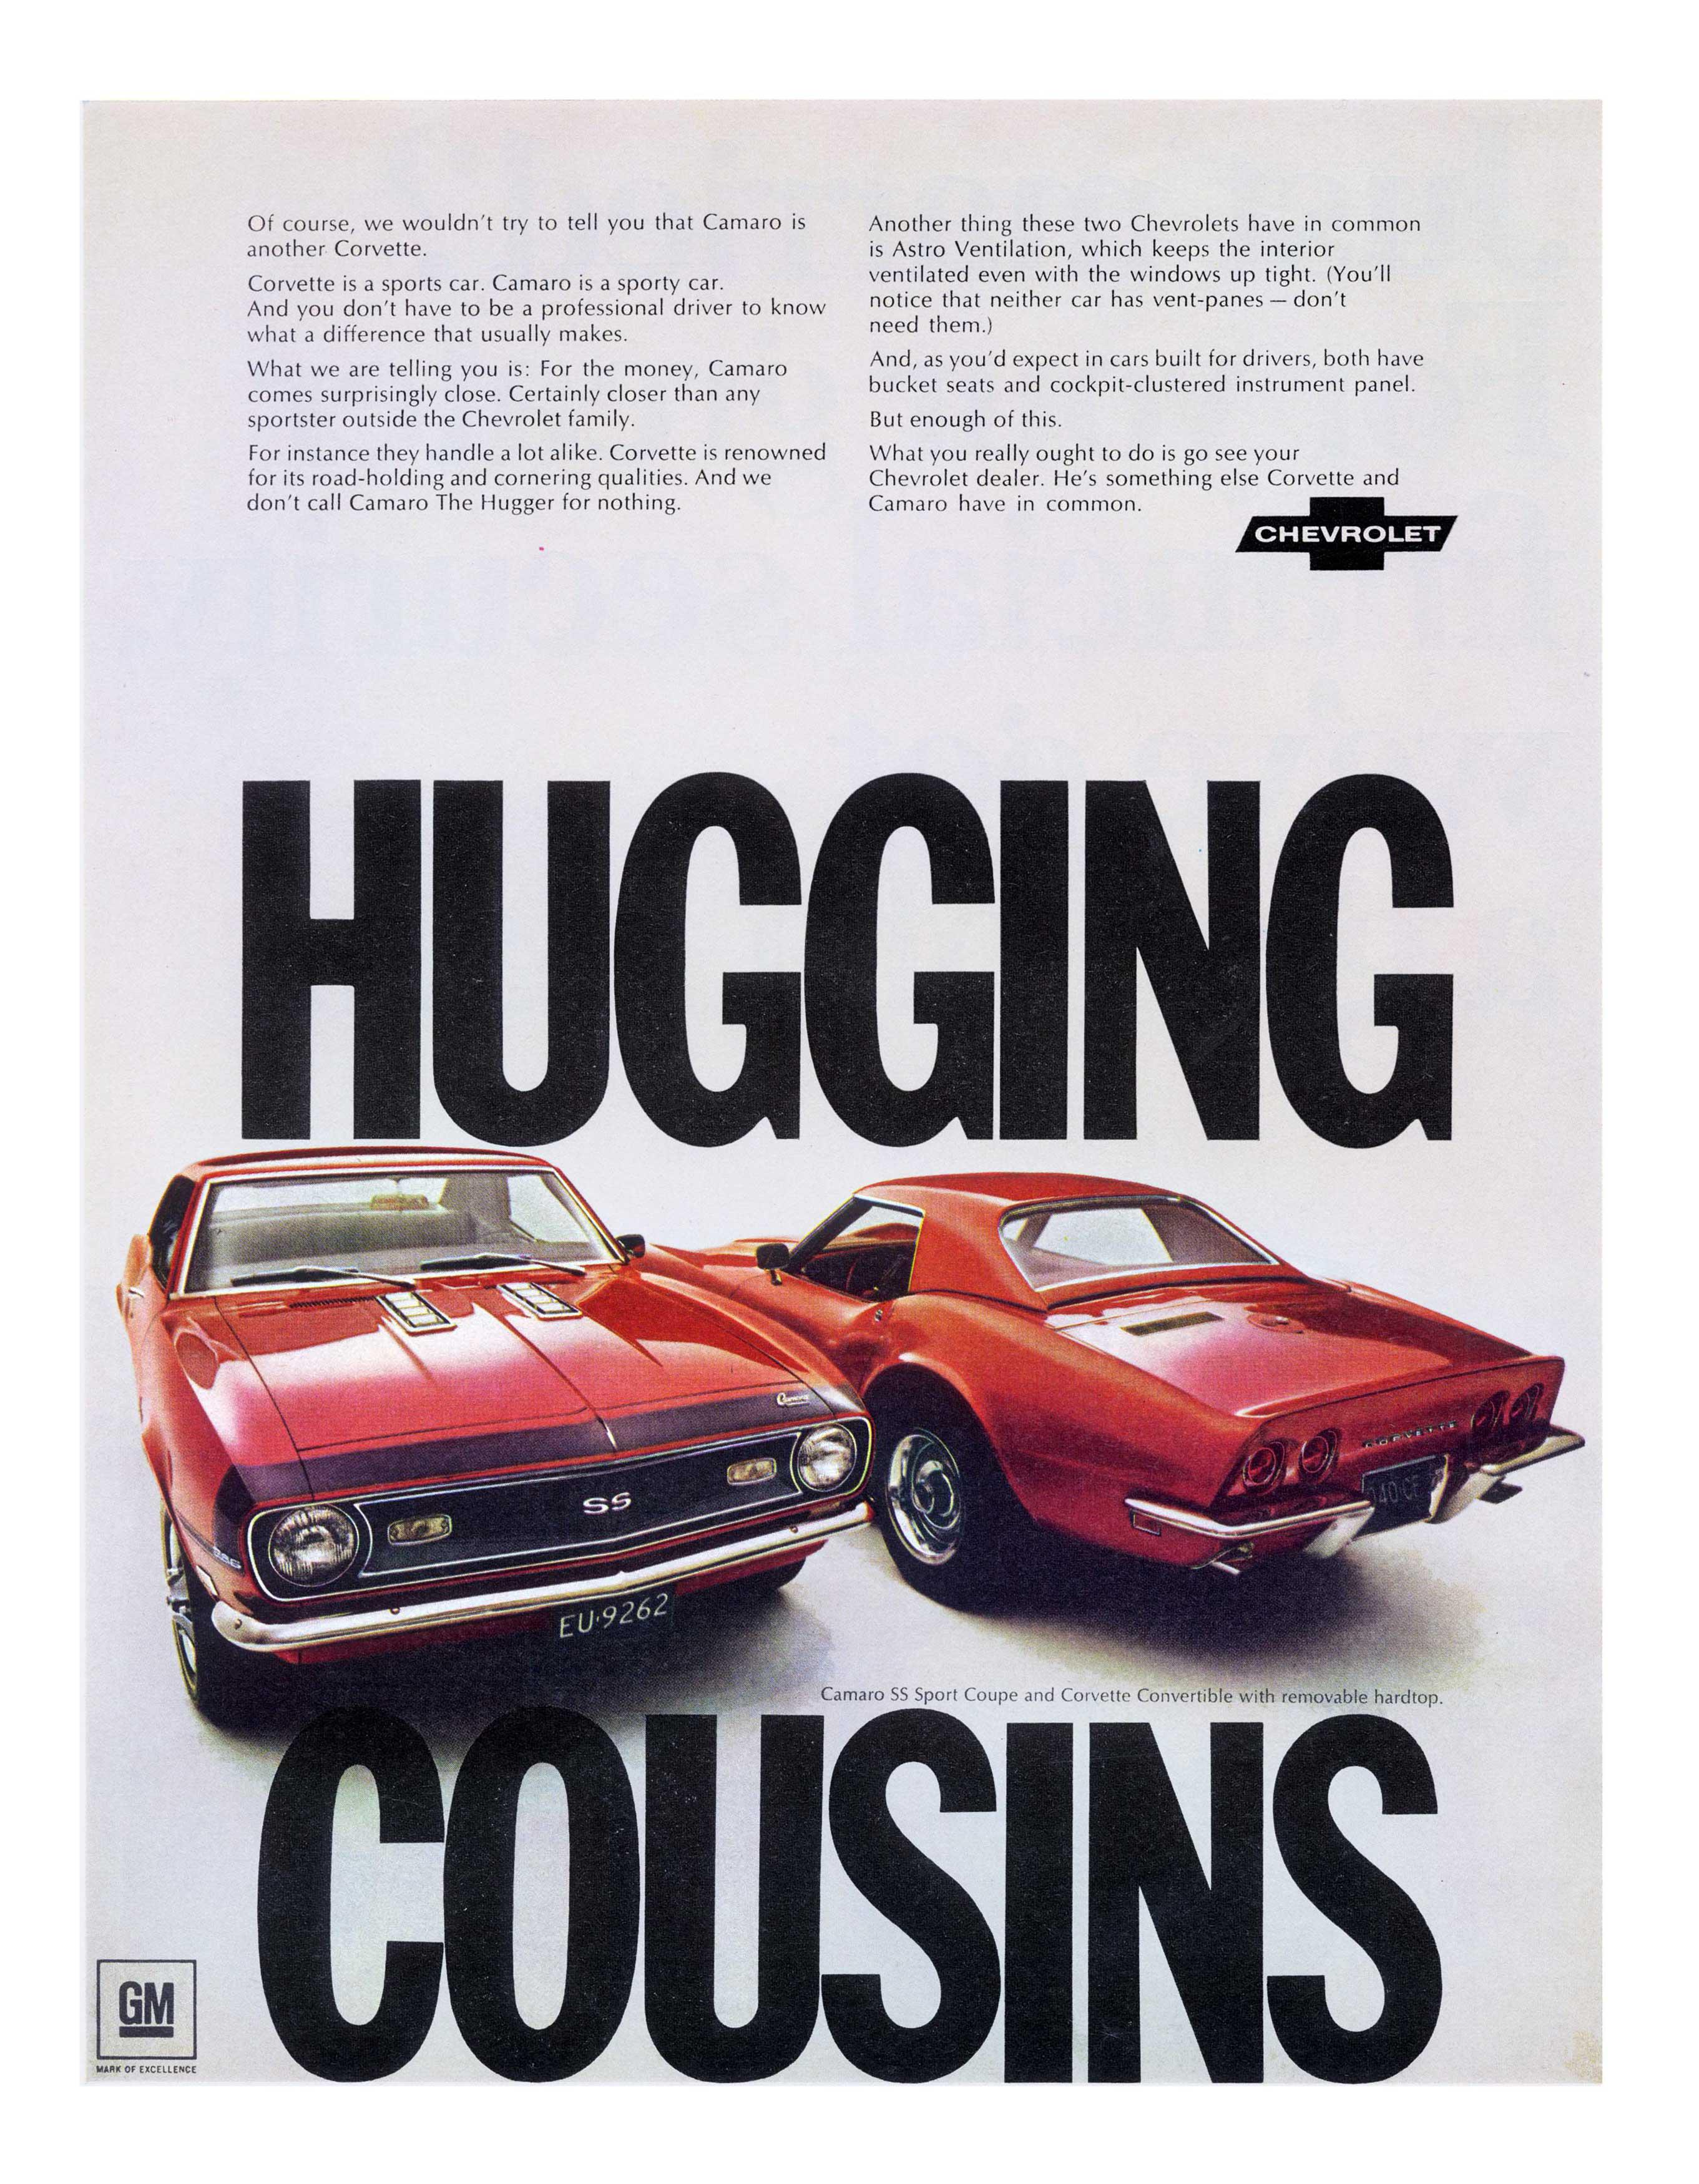 Of course, we wouldn't try to tell you that Camaro is
another Corvette.
Corvette is a sports car. Camaro is a sporty car.
And you don't have to be a professional driver to know
what a difference that usually makes.
What we are telling you is: For the money, Camaro
comes surprisingly close. Certainly closer than any
sportster outside the Chevrolet family.
For instance they handle a lot alike. Corvette is renowned
for its road-holding and cornering qualities. And we
don't call Camaro The Hugger for nothing.
Another thing these two Chevrolets have in common
is Astro Ventilation, which keeps the interior
ventilated even with the windows up tight. (You'll
notice that neither car has vent-panes — don't
need them.)
And, as you'd expect in cars built for drivers, both have
bucket seats and cockpit-clustered instrument panel.
But enough of this.
What you really ought to do is go see your
Chevrolet dealer. He's something else Corvette and
Camaro have in common.
CHEVROLET
HUGGING
Camaro
CORVETTE
SS
EU·9262
Camaro SS Sport Coupe and Corvette Convertible with removable hardtop.
COUSINS
GM
MARK OF EXCELLENCE